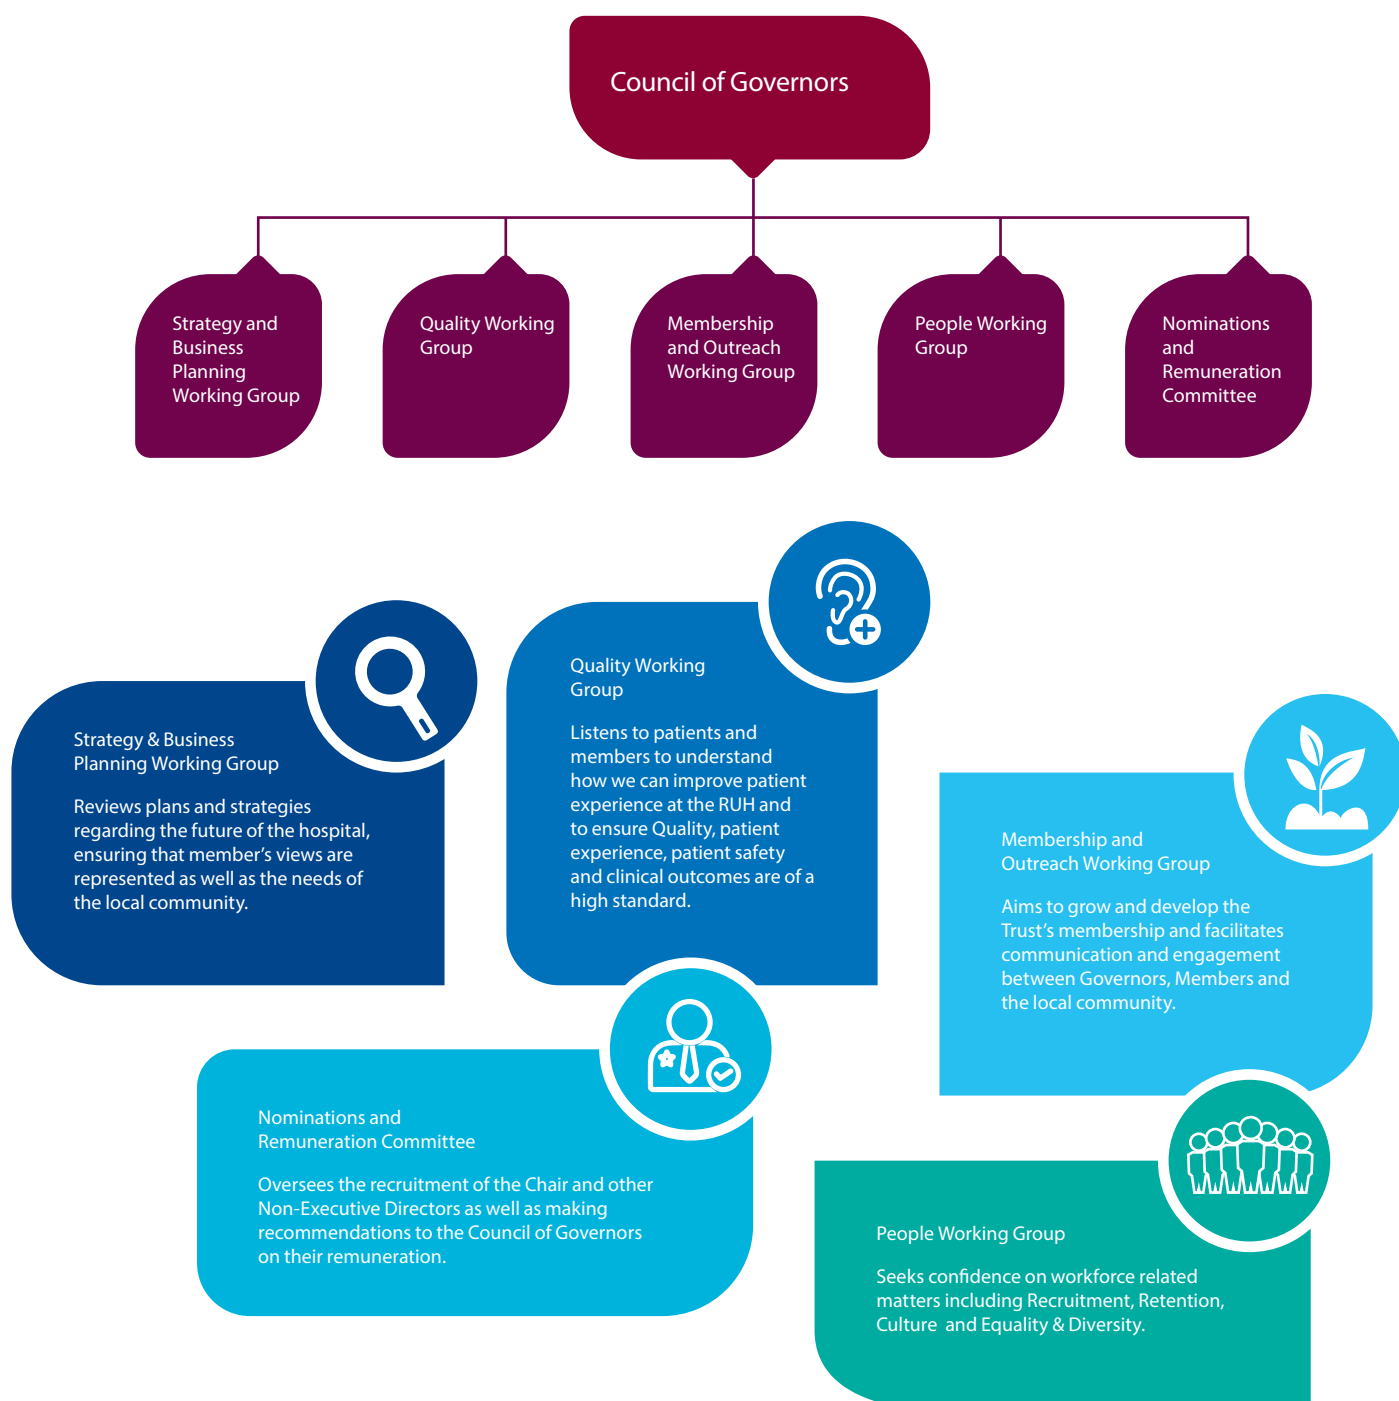 Council of Governors
Strategy and
Business
Planning
Working Group
Quality Working
Group
Membership
and Outreach
Working Group
People Working
Group
Nominations
and
Remuneration
Committee
Strategy & Business
Planning Working Group
Reviews plans and strategies
regarding the future of the hospital,
ensuring that member’s views are
represented as well as the needs of
the local community.
Quality Working
Group
Listens to patients and
members to understand
how we can improve patient
experience at the RUH and
to ensure Quality, patient
experience, patient safety
and clinical outcomes are of a
high standard.
Membership and
Outreach Working Group
Aims to grow and develop the
Trust’s membership and facilitates
communication and engagement
between Governors, Members and
the local community.
Nominations and
Remuneration Committee
Oversees the recruitment of the Chair and other
Non-Executive Directors as well as making
recommendations to the Council of Governors
on their remuneration.
People Working Group
Seeks confidence on workforce related
matters including Recruitment, Retention,
Culture  and Equality & Diversity.